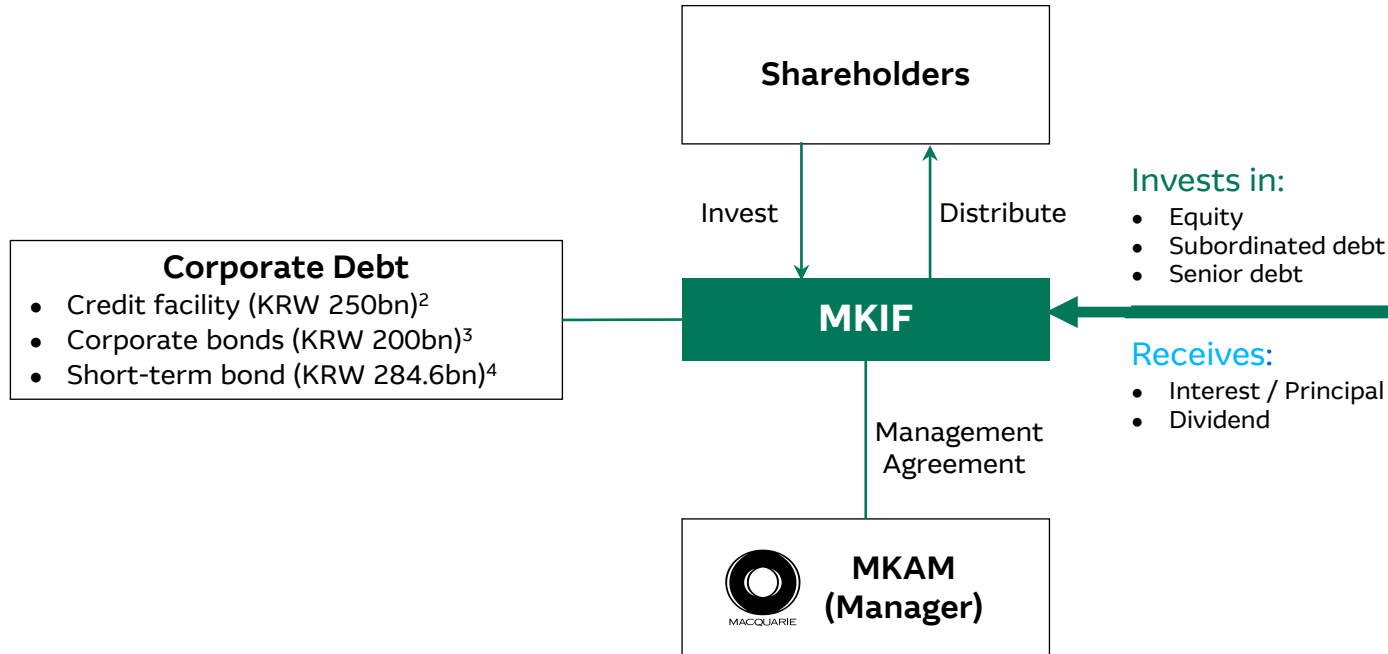 Shareholders
Invest
Distribute
Invests in:
• Equity
• Subordinated debt
• Senior debt
Corporate Debt
• Credit facility (KRW 250bn)²
• Corporate bonds (KRW 200bn)³
• Short-term bond (KRW 284.6bn)⁴
MKIF
Receives:
• Interest / Principal
• Dividend
Management
Agreement
MACQUARIE
MKAM
(Manager)